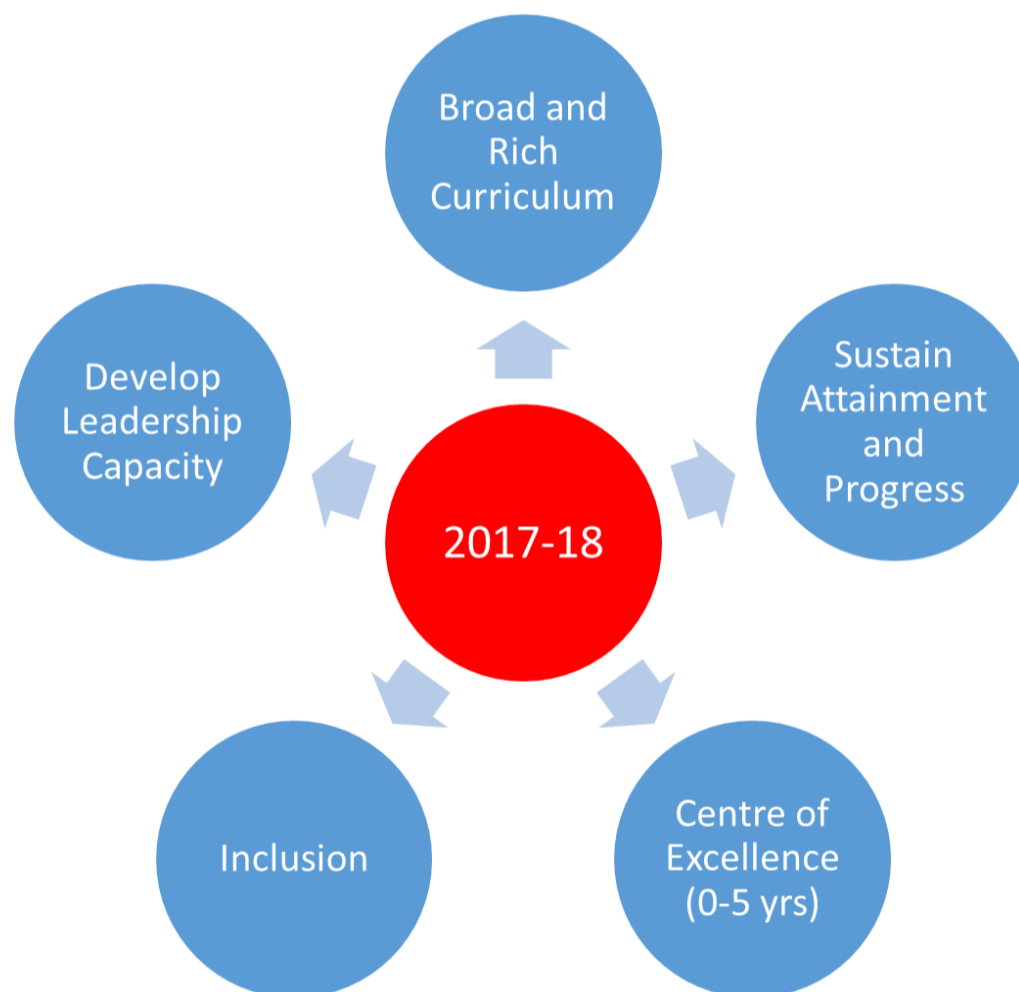 Broad and
Rich
Curriculum
Develop
Leadership
Capacity
Sustain
Attainment
and
Progress
2017-18
Inclusion
Centre of
Excellence
(0-5 yrs)